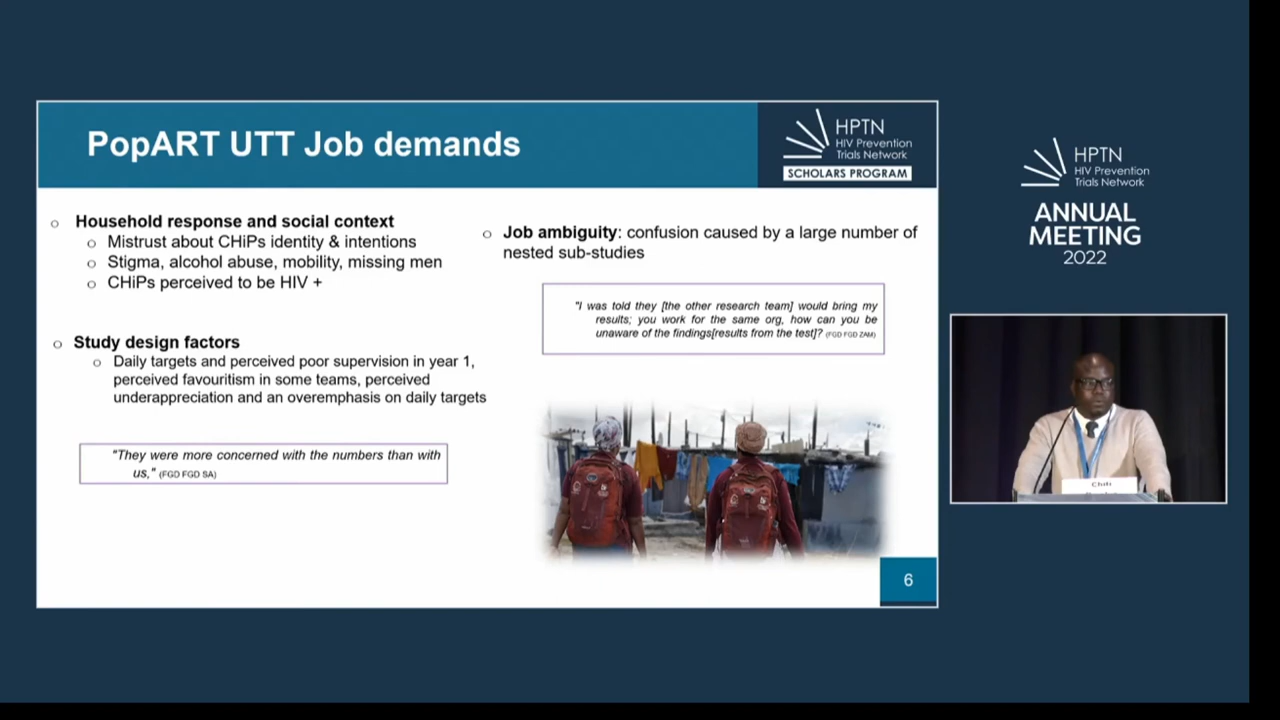 PopART UTT Job demands
HPTN
HIV Prevention
Trials Network
SCHOLARS PROGRAM
o Household response and social context
o Mistrust about CHiPs identity & intentions
o Stigma, alcohol abuse, mobility, missing men
o CHiPs perceived to be HIV +
o Study design factors
o Daily targets and perceived poor supervision in year 1,
perceived favouritism in some teams, perceived
underappreciation and an overemphasis on daily targets
"They were more concerned with the numbers than with
us," (FGD FGD SA)
o Job ambiguity: confusion caused by a large number of
nested sub-studies
"I was told they [the other research team] would bring my
results; you work for the same org, how can you be
unaware of the findings[results from the test]? (FGD FGD ZAM)
6
HPTN
HIV Prevention
Trials Network
ANNUAL
MEETING
2022